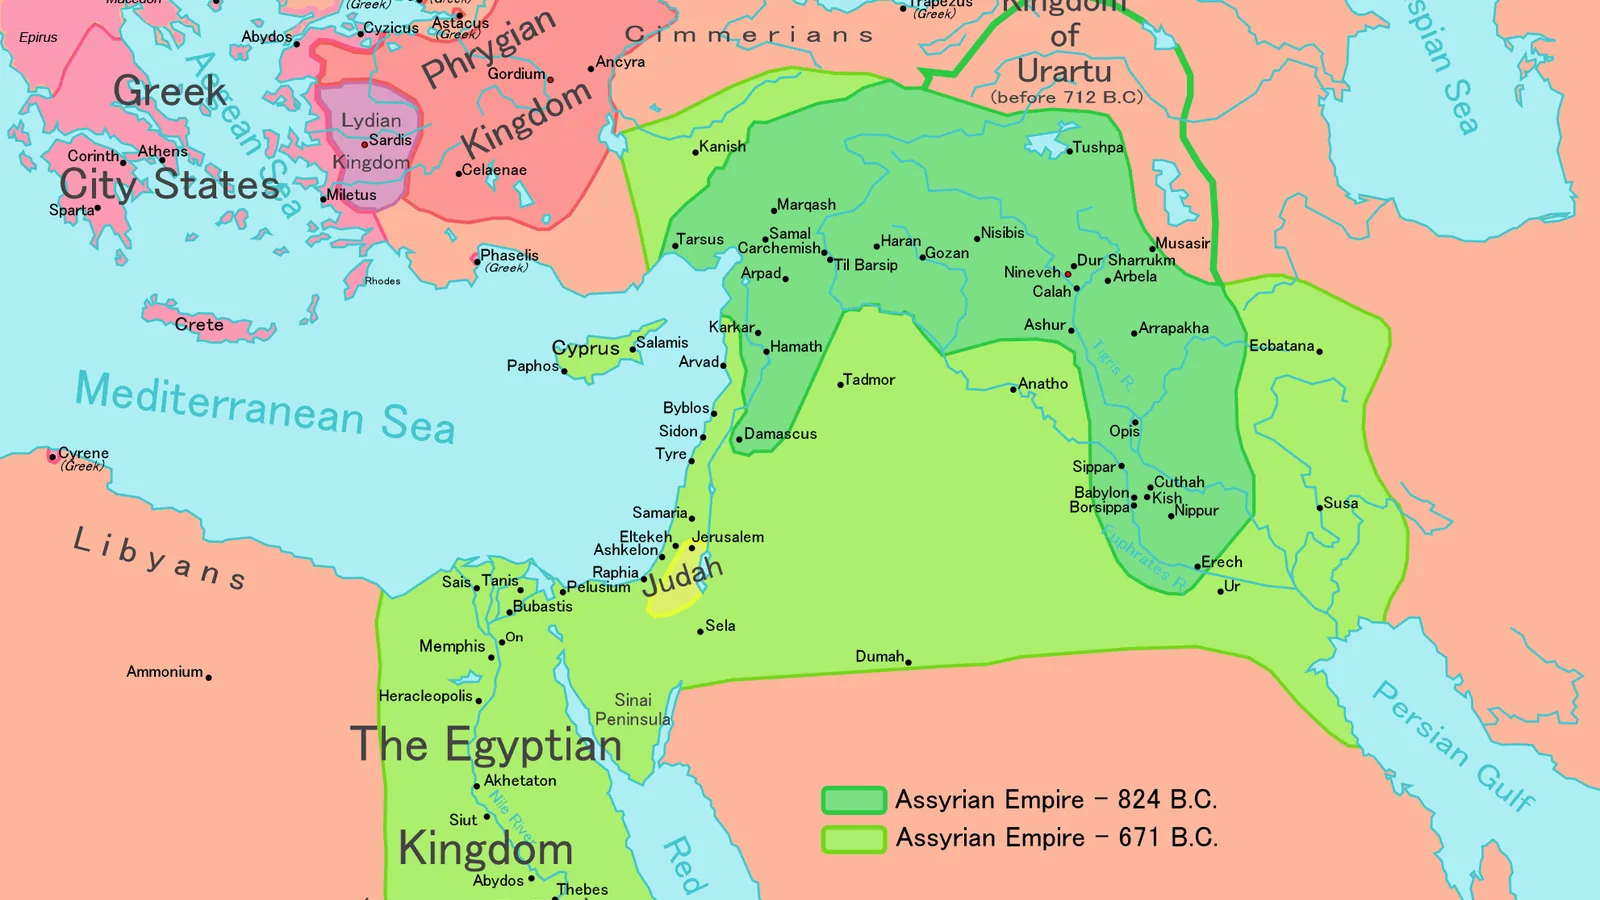 Macedon
(Greek)
(Greek)
Trapezus
(Greek)
Kingdom
of
Urartu
(before 712 B.C)
Caspian Sea
Epirus
Abydos
Cyzicus
Astacus
(Greek)
Cimmerians
Phrygian
Kingdom
Gordium
Ancyra
Greek
City States
Aegean Sea
Lydian
Kingdom
Sardis
Celaenae
Kanish
Tushpa
Corinth
Athens
Sparta
Miletus
Marqash
Tarsus
Samal
Carchemish
Haran
Nisibis
Gozan
Til Barsip
Arpad
Musasir
Dur Sharrukm
Nineveh
Arbela
Calah
Phaselis
(Greek)
Rhodes
Crete
Karkar
Hamath
Ashur
Arrapakha
Ecbatana
Cyprus
Salamis
Paphos
Arvad
Tadmor
Anatho
Tigris R.
Mediterranean Sea
Byblos
Sidon
Tyre
Damascus
Opis
Cyrene
(Greek)
Sippar
Cuthah
Babylon
Kish
Borsippa
Nippur
Susa
Samaria
Eltekeh
Jerusalem
Ashkelon
Euphrates R.
Libyans
Raphia
Judah
Erech
Ur
Sais
Tanis
Pelusium
Bubastis
Sela
On
Memphis
Dumah
Ammonium
Heracleopolis
Sinai
Peninsula
Persian Gulf
The Egyptian
Kingdom
Akhetaton
Nile River
Siut
Abydos
Thebes
Red
Assyrian Empire - 824 B.C.
Assyrian Empire - 671 B.C.